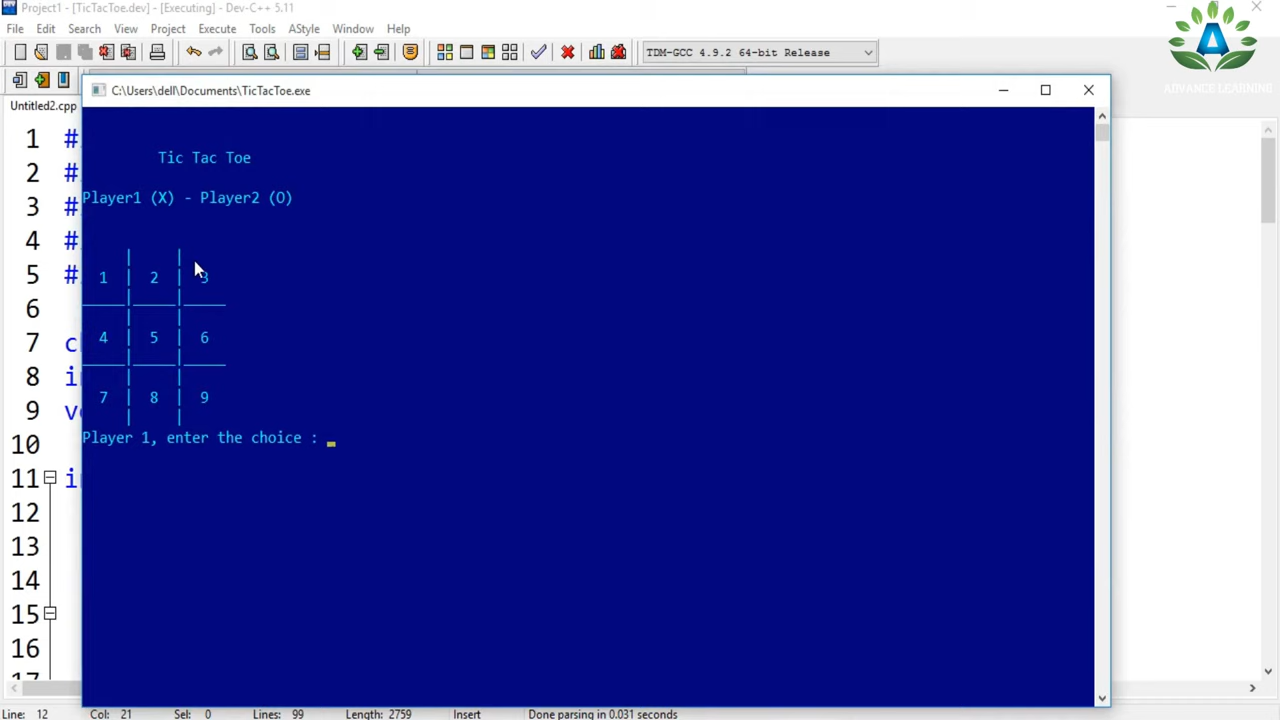 Project1 - [TicTacToe.dev] - [Executing] - Dev-C++ 5.11
File Edit Search View Project Execute Tools AStyle Window Help
TDM-GCC 4.9.2 64-bit Release
ADVANCE LEARNING
C:\Users\dell\Documents\TicTacToe.exe
Untitled2.cpp
1 #
2 #
3 #
4 #
5 #
6
7 c
8 i
9 v
10
11 i
12
13
14
15
16
Tic Tac Toe
Player1 (X) - Player2 (O)
1 | 2 | 3
4 | 5 | 6
7 | 8 | 9
Player 1, enter the choice :
Line: 12 Col: 21 Sel: 0 Lines: 99 Length: 2759 Insert Done parsing in 0.031 seconds